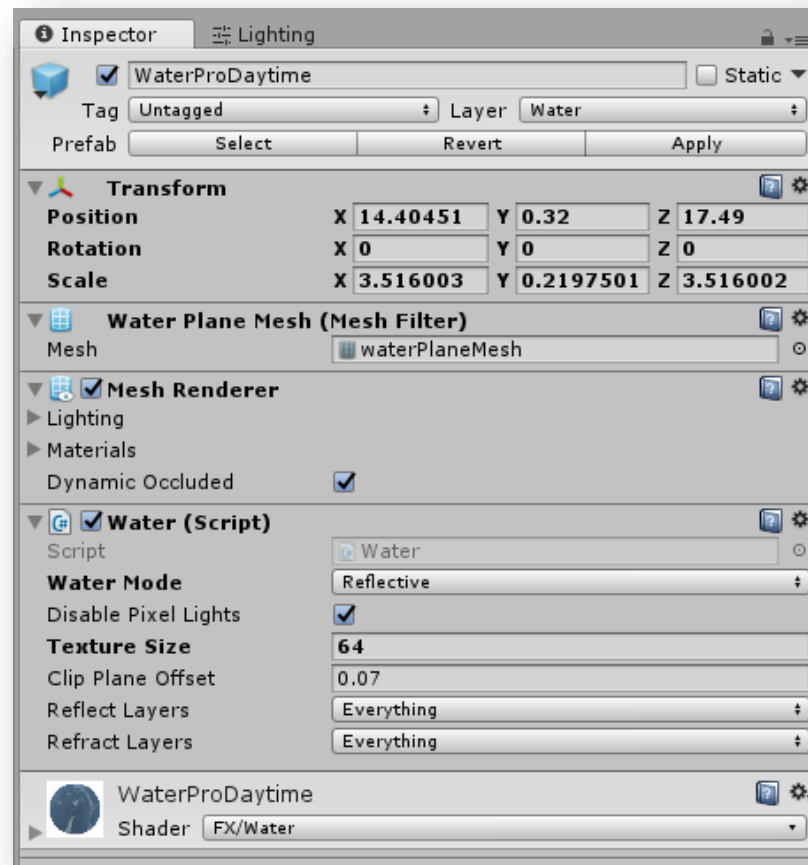 Inspector Lighting
WaterProDaytime Static
Tag Untagged Layer Water
Prefab Select Revert Apply
Transform
Position X 14.40451 Y 0.32 Z 17.49
Rotation X 0 Y 0 Z 0
Scale X 3.516003 Y 0.2197501 Z 3.516002
Water Plane Mesh (Mesh Filter)
Mesh waterPlaneMesh
Mesh Renderer
Lighting
Materials
Dynamic Occluded
Water (Script)
Script Water
Water Mode Reflective
Disable Pixel Lights
Texture Size 64
Clip Plane Offset 0.07
Reflect Layers Everything
Refract Layers Everything
WaterProDaytime
Shader FX/Water